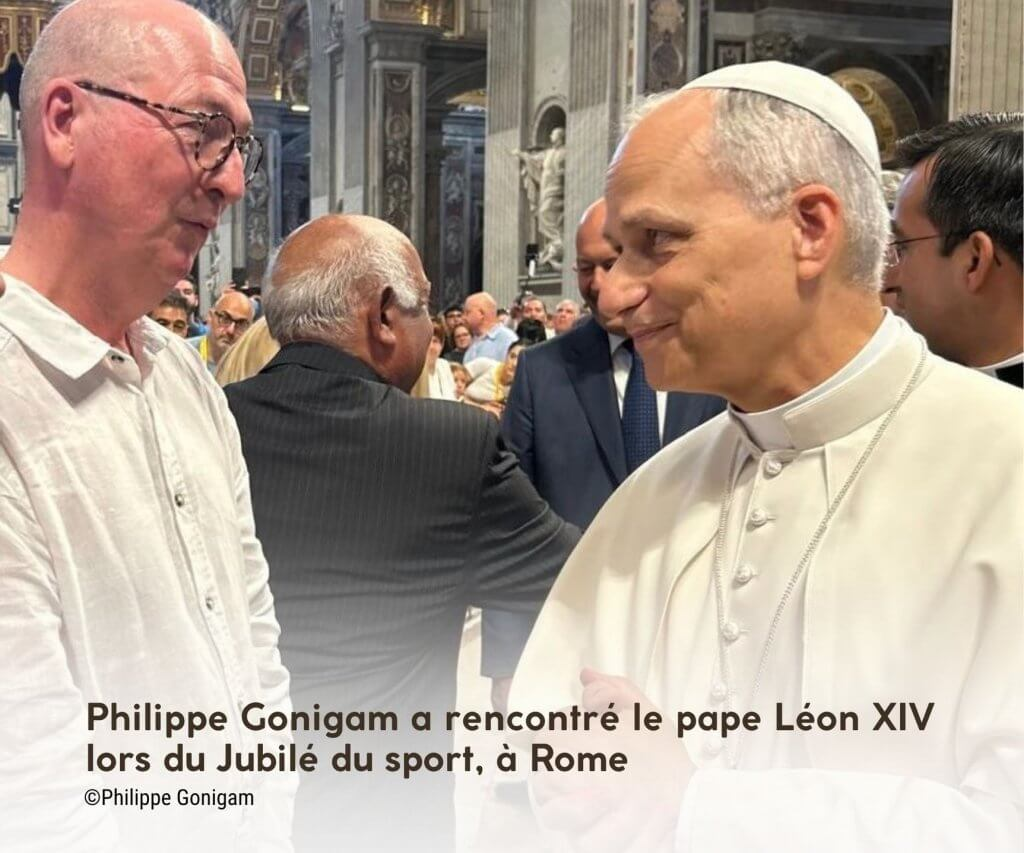 Philippe Gonigam a rencontré le pape Léon XIV
lors du Jubilé du sport, à Rome
©Philippe Gonigam